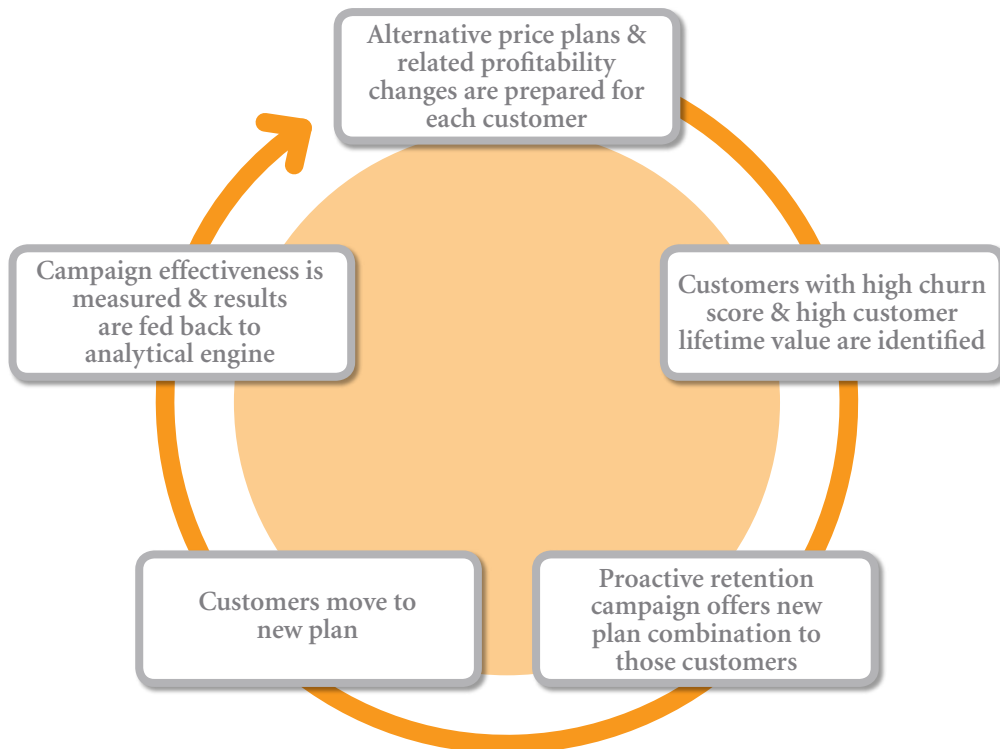 Alternative price plans &
related profitability
changes are prepared for
each customer
Customers with high churn
score & high customer
lifetime value are identified
Proactive retention
campaign offers new
plan combination to
those customers
Customers move to
new plan
Campaign effectiveness is
measured & results
are fed back to
analytical engine